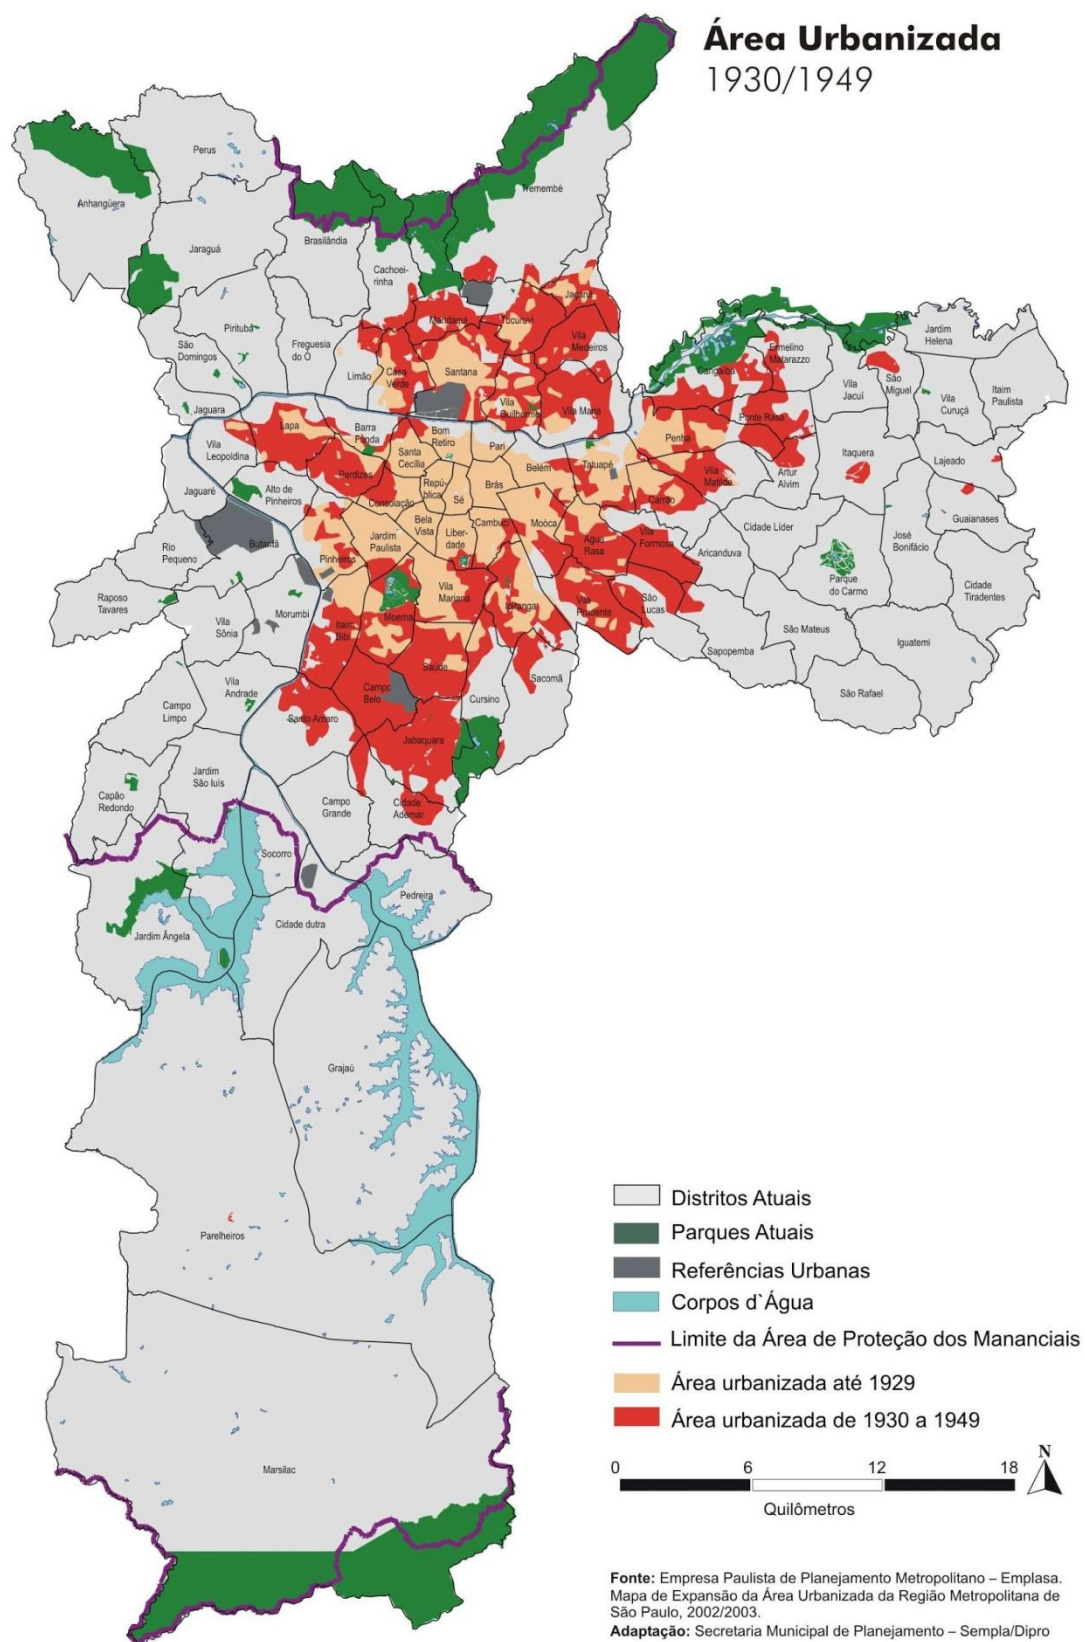 Área Urbanizada
1930/1949
Perus
Anhangüera
Tremembé
Brasilândia
Jaraguá
Cachoei-
rinha
Jaçanã
Mandaqui
Tucuruvi
Pirituba
Vila
Medeiros
Freguesia
do Ó
São
Domingos
Limão
Casa
Verde
Santana
Cangaíba
Ermelino
Matarazzo
Jardim
Helena
Vila
Jacuí
São
Miguel
Vila
Curuçá
Itaim
Paulista
Jaguara
Vila
Guilherme
Vila Maria
Ponte Rasa
Lapa
Barra
Funda
Bom
Retiro
Pari
Penha
Vila
Leopoldina
Santa
Cecília
Belém
Tatuapé
Itaquera
Lajeado
Perdizes
Vila
Matilde
Artur
Alvim
Jaguaré
Alto de
Pinheiros
Consolação
Repú-
blica
Sé
Brás
Carrão
Guaianases
Bela
Vista
Liber-
dade
Cambuci
Moóca
Água
Rasa
Vila
Formosa
Cidade Líder
José
Bonifácio
Butantã
Jardim
Paulista
Aricanduva
Rio
Pequeno
Pinheiros
Parque
do Carmo
Cidade
Tiradentes
Raposo
Tavares
Vila
Mariana
Ipiranga
Vila
Prudente
São
Lucas
Morumbi
Moema
Vila
Sônia
Itaim
Bibi
São Mateus
Iguatemi
Sapopemba
Saúde
Sacomã
São Rafael
Vila
Andrade
Campo
Belo
Cursino
Campo
Limpo
Santo Amaro
Jabaquara
Jardim
São luís
Capão
Redondo
Campo
Grande
Cidade
Ademar
Socorro
Pedreira
Jardim Ângela
Cidade dutra
Grajaú
Parelheiros
Marsilac
Distritos Atuais
Parques Atuais
Referências Urbanas
Corpos d`Água
Limite da Área de Proteção dos Mananciais
Área urbanizada até 1929
Área urbanizada de 1930 a 1949
0 6 12 18 N
Quilômetros
Fonte: Empresa Paulista de Planejamento Metropolitano – Emplasa.
Mapa de Expansão da Área Urbanizada da Região Metropolitana de
São Paulo, 2002/2003.
Adaptação: Secretaria Municipal de Planejamento – Sempla/Dipro